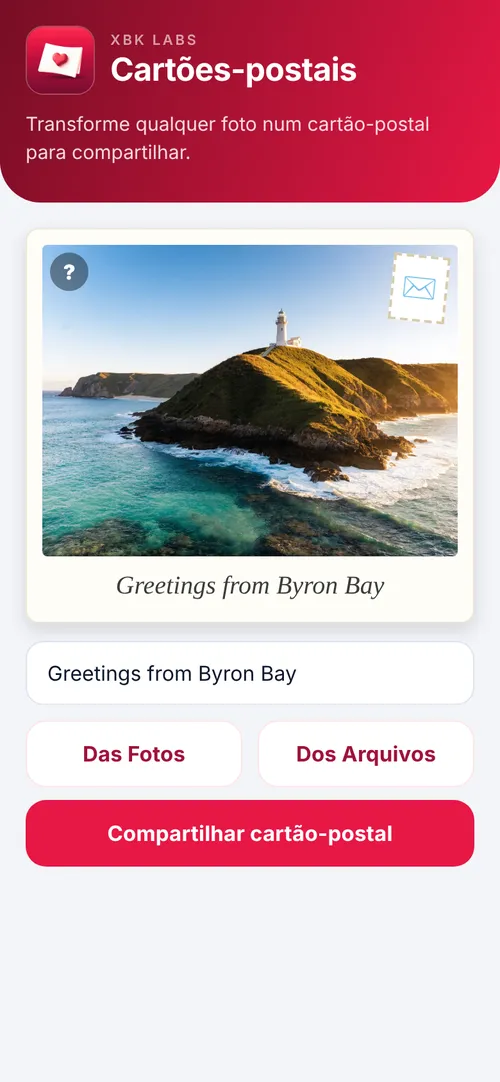 XBK LABS
Cartões-postais
Transforme qualquer foto num cartão-postal
para compartilhar.
?
Greetings from Byron Bay
Greetings from Byron Bay
Das Fotos
Dos Arquivos
Compartilhar cartão-postal